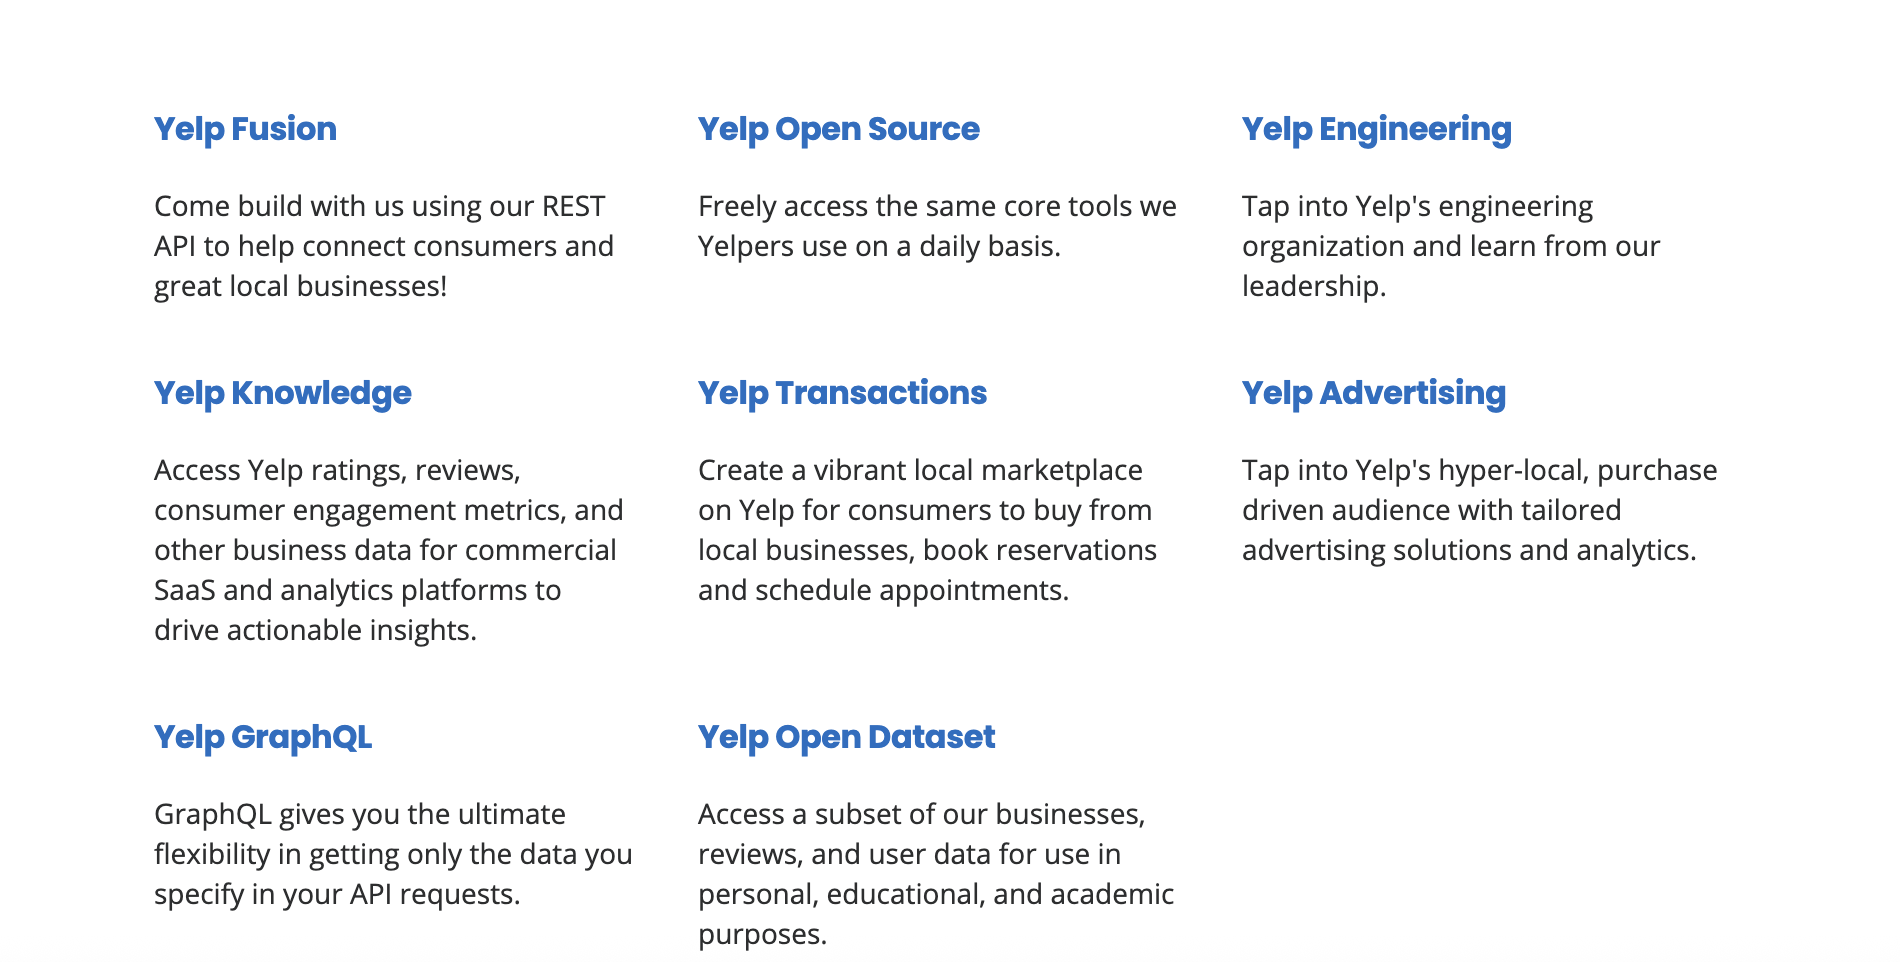 Yelp Fusion
Come build with us using our REST
API to help connect consumers and
great local businesses!
Yelp Open Source
Freely access the same core tools we
Yelpers use on a daily basis.
Yelp Engineering
Tap into Yelp's engineering
organization and learn from our
leadership.
Yelp Knowledge
Access Yelp ratings, reviews,
consumer engagement metrics, and
other business data for commercial
SaaS and analytics platforms to
drive actionable insights.
Yelp Transactions
Create a vibrant local marketplace
on Yelp for consumers to buy from
local businesses, book reservations
and schedule appointments.
Yelp Advertising
Tap into Yelp's hyper-local, purchase
driven audience with tailored
advertising solutions and analytics.
Yelp GraphQL
GraphQL gives you the ultimate
flexibility in getting only the data you
specify in your API requests.
Yelp Open Dataset
Access a subset of our businesses,
reviews, and user data for use in
personal, educational, and academic
purposes.